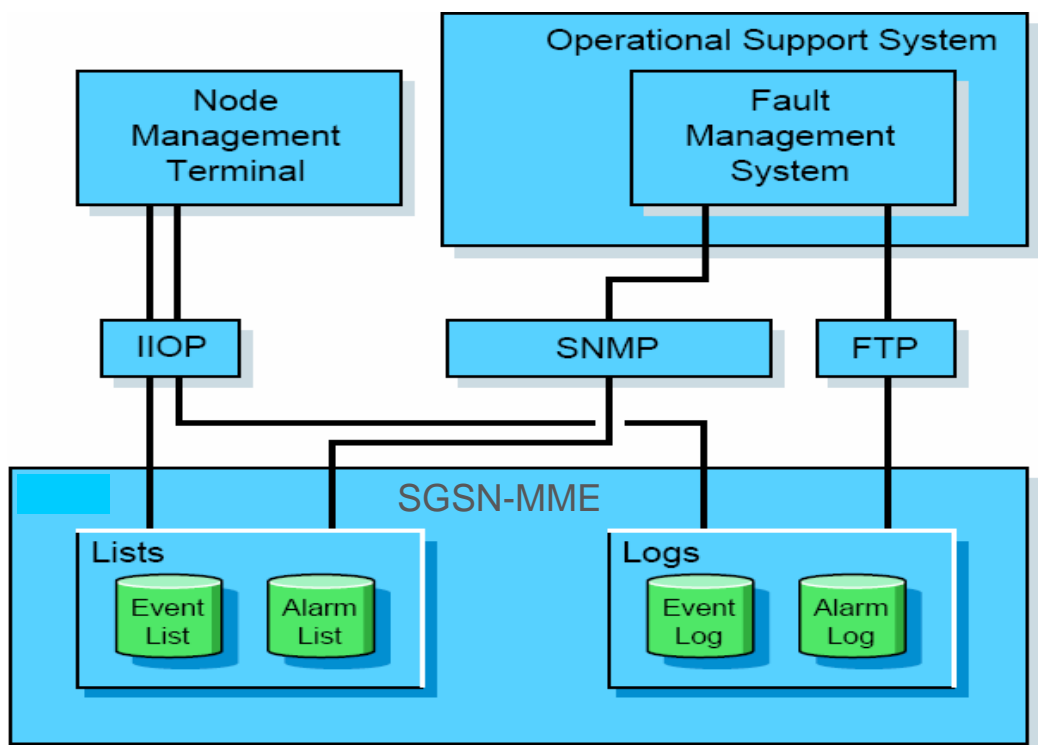 Operational Support System
Node
Management
Terminal
Fault
Management
System
IIOP
SNMP
FTP
SGSN-MME
Lists
Event
List
Alarm
List
Logs
Event
Log
Alarm
Log